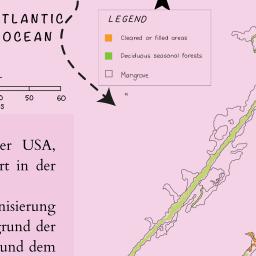 TLANTIC
OCEAN
LEGEND
Cleared or filled areas
Deciduous seasonal forests
Mangrove
50 60
er USA,
rt in der
nisierung
grund der
und dem